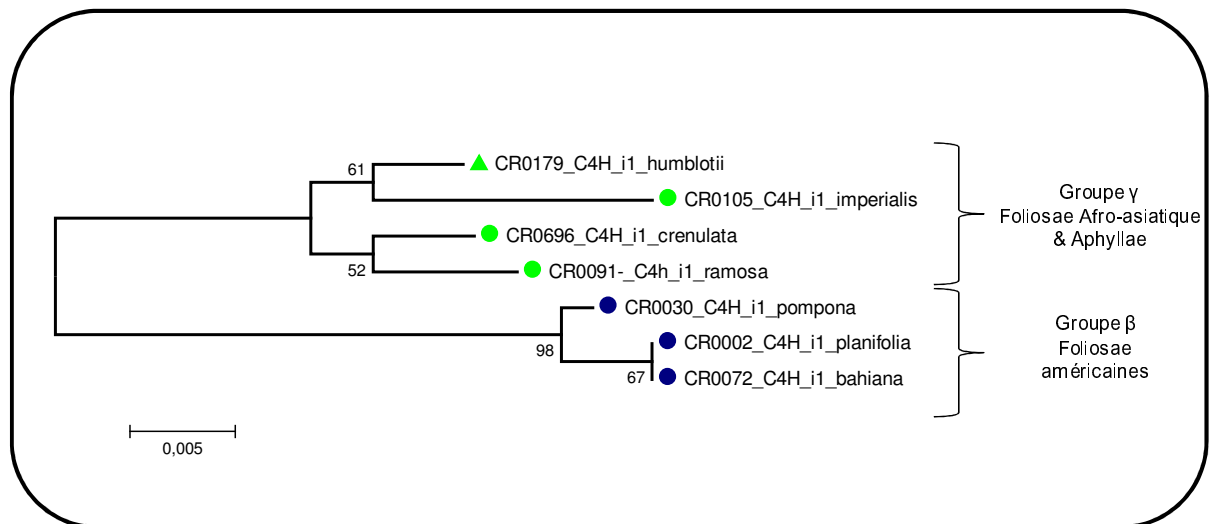 61
CR0179_C4H_i1_humblotii
CR0105_C4H_i1_imperialis
CR0696_C4H_i1_crenulata
52
CR0091-_C4h_i1_ramosa
Groupe γ
Foliosae Afro-asiatique
& Aphyllae
CR0030_C4H_i1_pompona
98
CR0002_C4H_i1_planifolia
67
CR0072_C4H_i1_bahiana
Groupe β
Foliosae
américaines
0,005